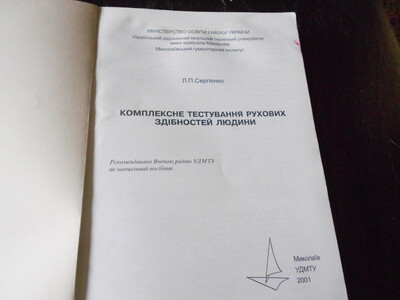 МІНІСТЕРСТВО ОСВІТИ І НАУКИ УКРАЇНИ
Український державний морський технічний університет
імені адмірала Макарова
Миколаївський гуманітарний інститут
Л.П.Сергієнко
КОМПЛЕКСНЕ ТЕСТУВАННЯ РУХОВИХ
ЗДІБНОСТЕЙ ЛЮДИНИ
Рекомендовано Вченою радою УДМТУ
як навчальний посібник
Миколаїв
УДМТУ
2001